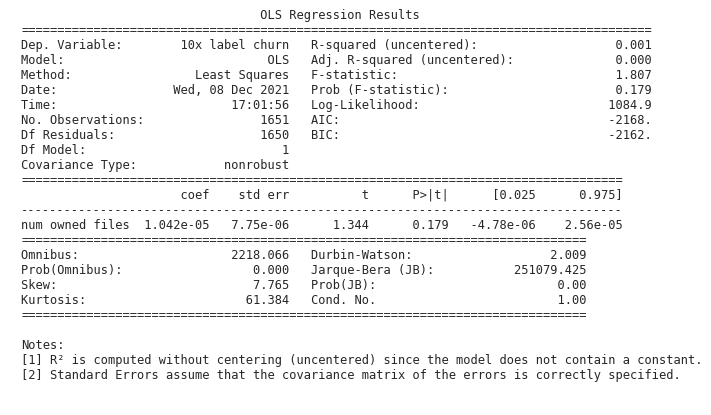 OLS Regression Results
=======================================================================================
Dep. Variable: 10x label churn R-squared (uncentered): 0.001
Model: OLS Adj. R-squared (uncentered): 0.000
Method: Least Squares F-statistic: 1.807
Date: Wed, 08 Dec 2021 Prob (F-statistic): 0.179
Time: 17:01:56 Log-Likelihood: 1084.9
No. Observations: 1651 AIC: -2168.
Df Residuals: 1650 BIC: -2162.
Df Model: 1
Covariance Type: nonrobust
===================================================================================
coef std err t P>|t| [0.025 0.975]
-----------------------------------------------------------------------------------
num owned files 1.042e-05 7.75e-06 1.344 0.179 -4.78e-06 2.56e-05
==============================================================================
Omnibus: 2218.066 Durbin-Watson: 2.009
Prob(Omnibus): 0.000 Jarque-Bera (JB): 251079.425
Skew: 7.765 Prob(JB): 0.00
Kurtosis: 61.384 Cond. No. 1.00
==============================================================================
Notes:
[1] R² is computed without centering (uncentered) since the model does not contain a constant.
[2] Standard Errors assume that the covariance matrix of the errors is correctly specified.